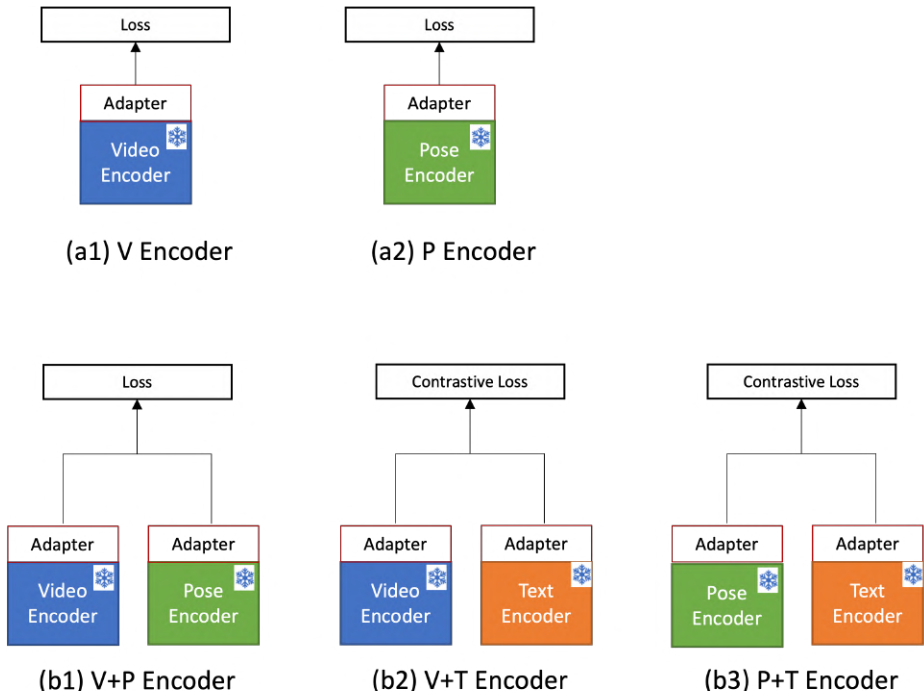 Loss
Loss
Adapter
Adapter
Video
Encoder
Pose
Encoder
(a1) V Encoder
(a2) P Encoder
Loss
Contrastive Loss
Contrastive Loss
Adapter
Adapter
Adapter
Adapter
Adapter
Adapter
Video
Encoder
Pose
Encoder
Video
Encoder
Text
Encoder
Pose
Encoder
Text
Encoder
(b1) V+P Encoder
(b2) V+T Encoder
(b3) P+T Encoder